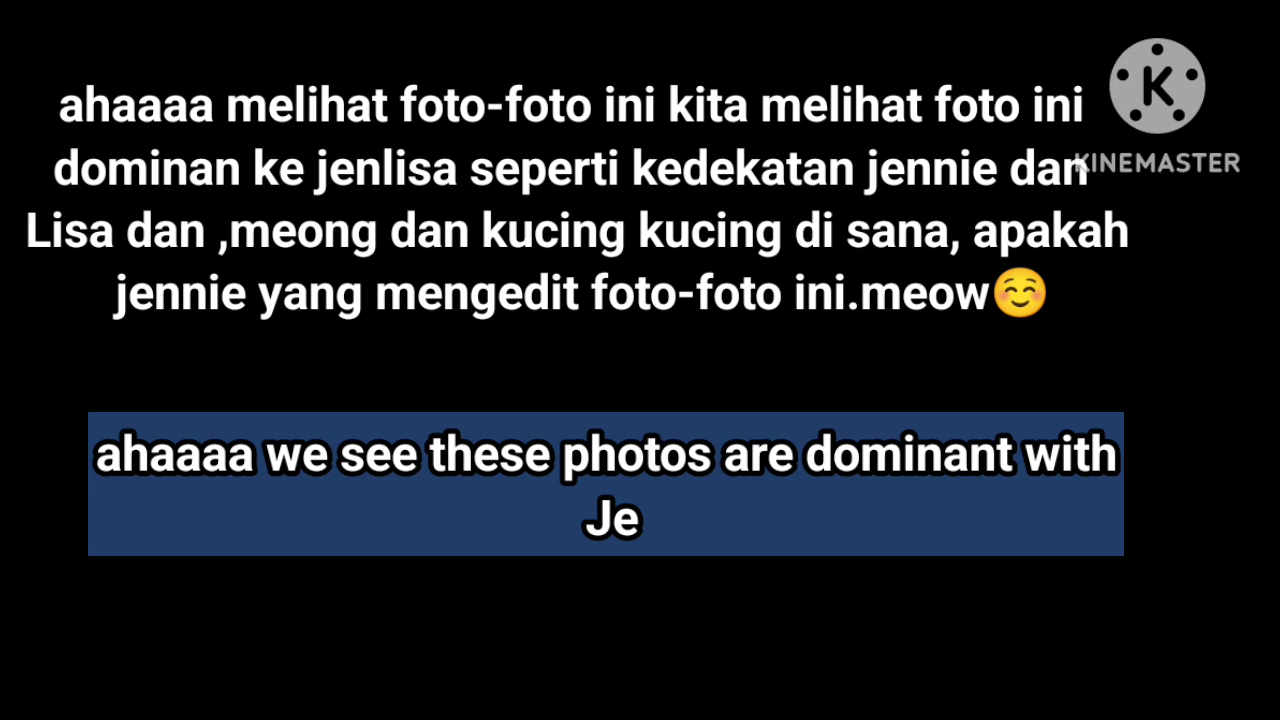 ahaaaa melihat foto-foto ini kita melihat foto ini
dominan ke jenlisa seperti kedekatan jennie dan
Lisa dan ,meong dan kucing kucing di sana, apakah
jennie yang mengedit foto-foto ini.meow☺️
K
KINEMASTER
ahaaaa we see these photos are dominant with
Je